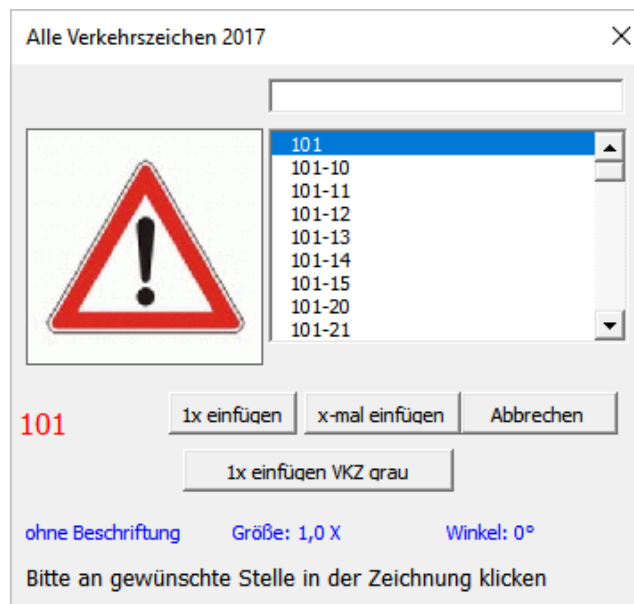 Alle Verkehrszeichen 2017
101
101-10
101-11
101-12
101-13
101-14
101-15
101-20
101-21
101
1x einfügen
x-mal einfügen
Abbrechen
1x einfügen VKZ grau
ohne Beschriftung
Größe: 1,0 X
Winkel: 0°
Bitte an gewünschte Stelle in der Zeichnung klicken